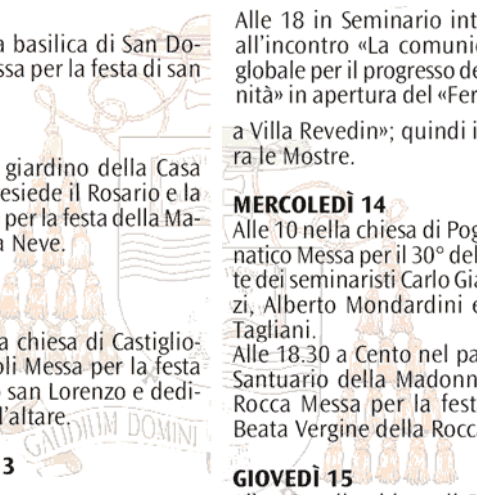 a basilica di San Do-
ssa per la festa di san
giardino della Casa
esiede il Rosario e la
per la festa della Ma-
a Neve.
a chiesa di Castiglio-
oli Messa per la festa
o san Lorenzo e dedi-
l'altare.
GAUDIUM DOMINI
3
Alle 18 in Seminario int
all'incontro «La comuni
globale per il progresso de
nità» in apertura del «Fer
a Villa Revedin»; quindi i
ra le Mostre.
MERCOLEDÌ 14
Alle 10 nella chiesa di Pog
natico Messa per il 30° del
te dei seminaristi Carlo Gia
zi, Alberto Mondardini e
Tagliani.
Alle 18.30 a Cento nel pa
Santuario della Madonn
Rocca Messa per la fest
Beata Vergine della Rocc
GIOVEDÌ 15